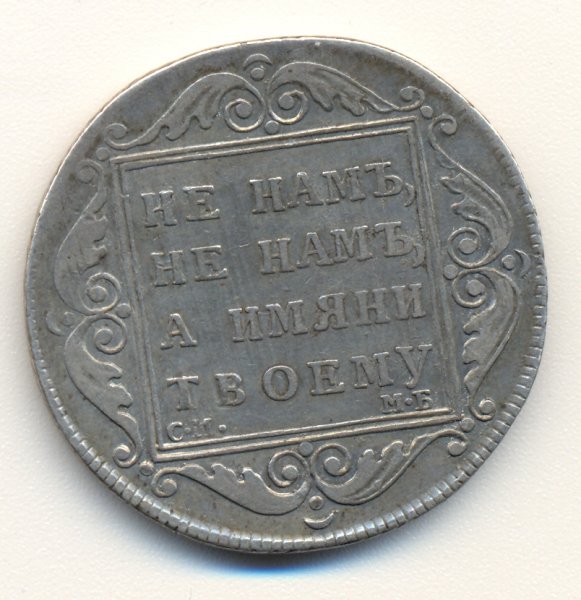 НЕ НАМЪ,
НЕ НАМЪ,
А ИМЯНИ
ТВОЕМУ
С.М. М.Б